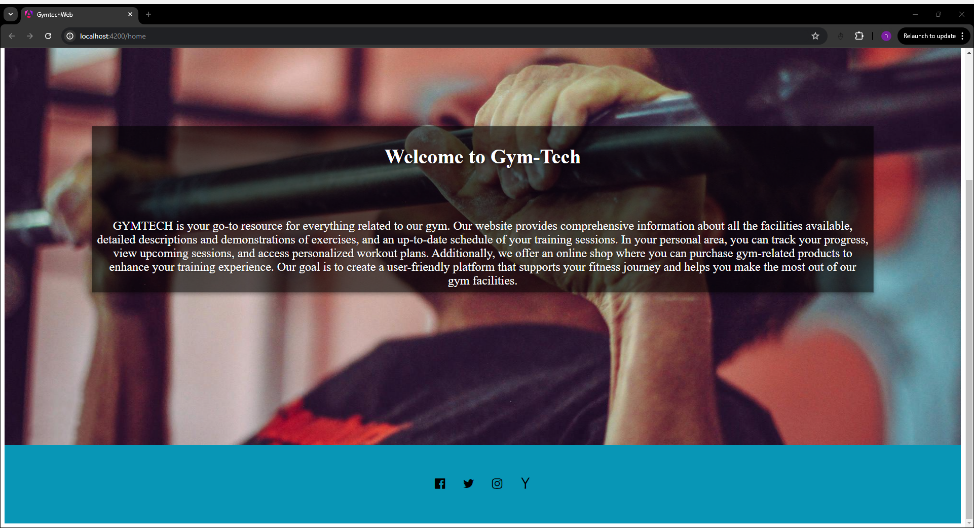 Gymtech-Web
localhost:4200/home
Relaunch to update
Welcome to Gym-Tech
GYMTECH is your go-to resource for everything related to our gym. Our website provides comprehensive information about all the facilities available,
detailed descriptions and demonstrations of exercises, and an up-to-date schedule of your training sessions. In your personal area, you can track your progress,
view upcoming sessions, and access personalized workout plans. Additionally, we offer an online shop where you can purchase gym-related products to
enhance your training experience. Our goal is to create a user-friendly platform that supports your fitness journey and helps you make the most out of our
gym facilities.